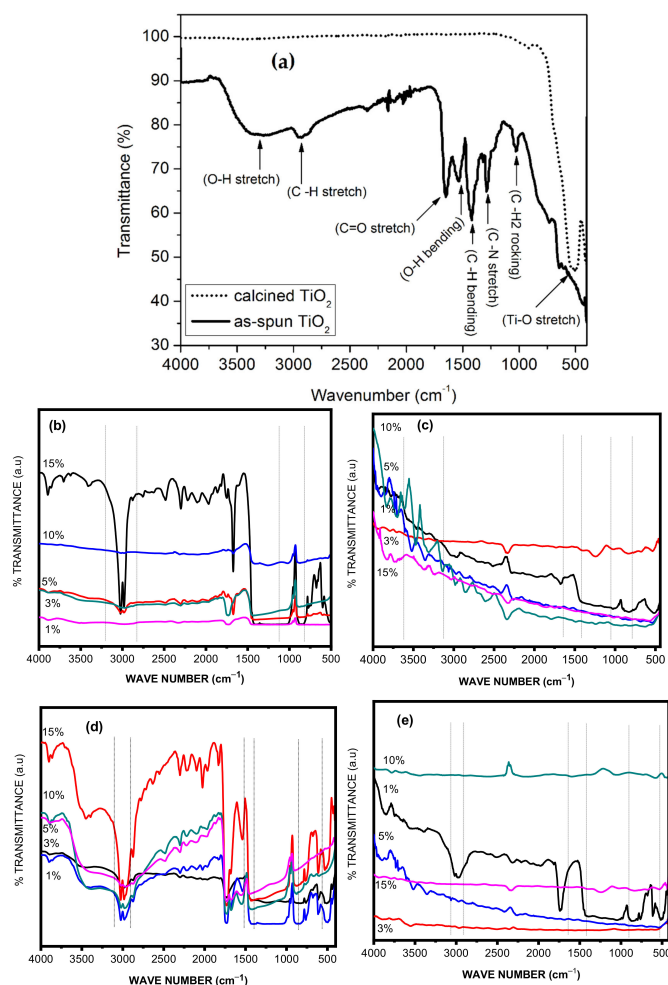 (a)
100
90
80
70
60
50
40
30
Transmittance (%)
(O-H stretch)
(C -H stretch)
(C=O stretch)
(O-H bending)
(C -H bending)
(C -N stretch)
(C -H2 rocking)
(Ti-O stretch)
calcined TiO₂
as-spun TiO₂
4000 3500 3000 2500 2000 1500 1000 500
Wavenumber (cm⁻¹)
(b)
% TRANSMITTANCE (a.u)
15%
10%
5%
3%
1%
4000 3500 3000 2500 2000 1500 1000 500
WAVE NUMBER (cm⁻¹)
(c)
% TRANSMITTANCE (a.u)
10%
5%
1%
3%
15%
4000 3500 3000 2500 2000 1500 1000 500
WAVE NUMBER (cm⁻¹)
(d)
% TRANSMITTANCE (a.u)
15%
10%
5%
3%
1%
4000 3500 3000 2500 2000 1500 1000 500
WAVE NUMBER (cm⁻¹)
(e)
% TRANSMITTANCE (a.u)
10%
1%
5%
15%
3%
4000 3500 3000 2500 2000 1500 1000 500
WAVE NUMBER (cm⁻¹)